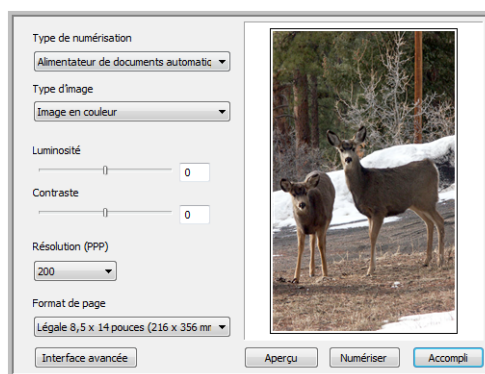 Type de numérisation
Alimentateur de documents automatic
Type d'image
Image en couleur
Luminosité
0
Contraste
0
Résolution (PPP)
200
Format de page
Légale 8,5 x 14 pouces (216 x 356 mr
Interface avancée
Aperçu
Numériser
Accompli